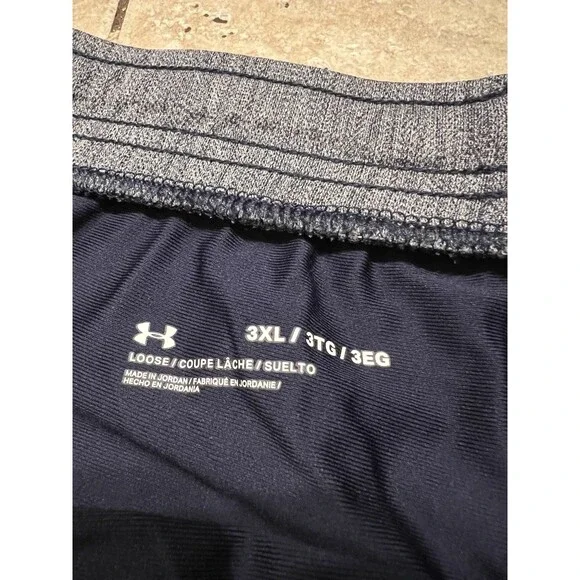 3XL / 3TG / 3EG
LOOSE / COUPE LÂCHE / SUELTO
MADE IN JORDAN / FABRIQUÉ EN JORDANIE /
HECHO EN JORDANIA